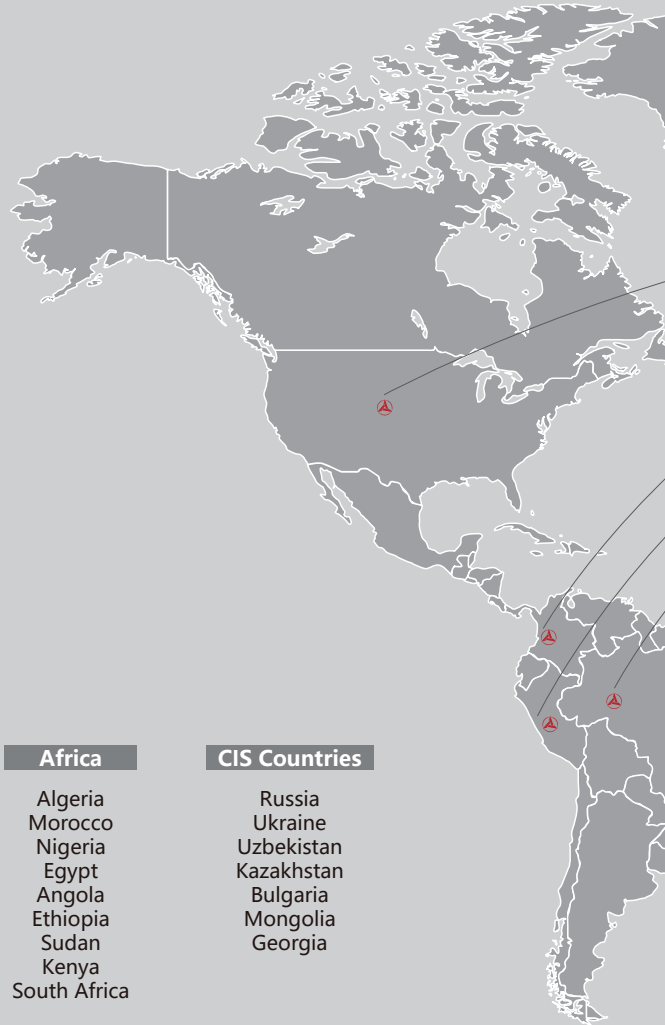 Africa
Algeria
Morocco
Nigeria
Egypt
Angola
Ethiopia
Sudan
Kenya
South Africa
CIS Countries
Russia
Ukraine
Uzbekistan
Kazakhstan
Bulgaria
Mongolia
Georgia